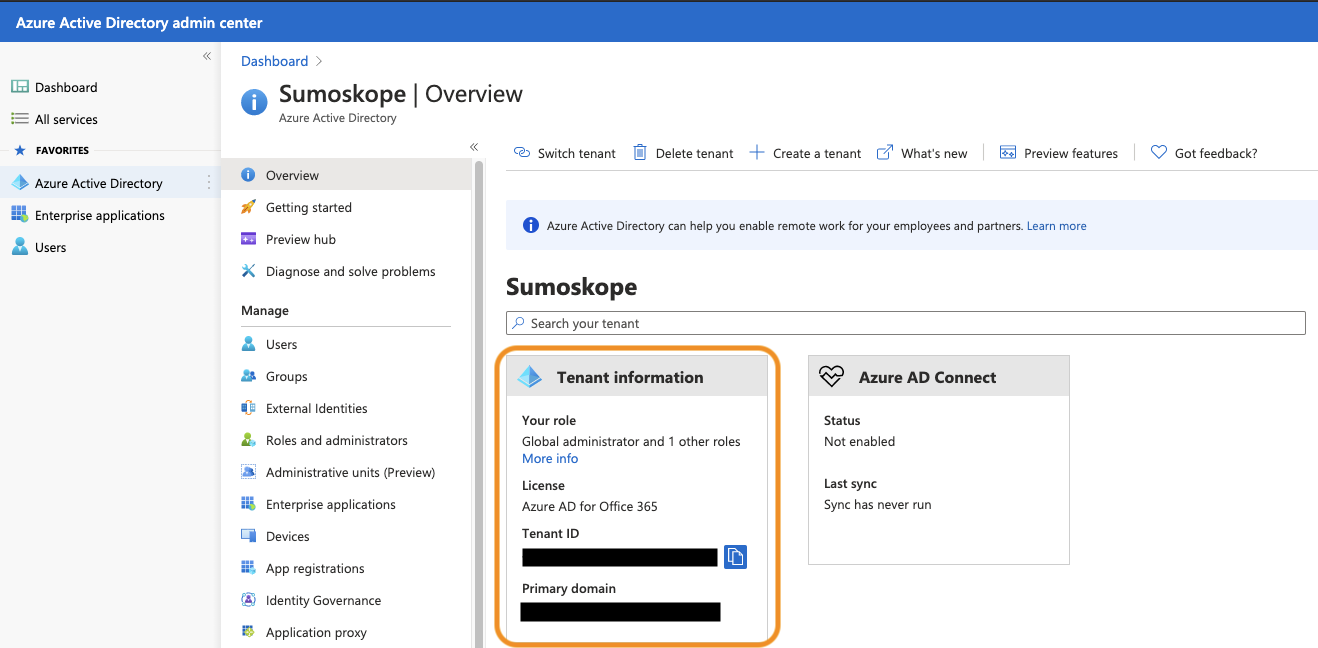 Azure Active Directory admin center
«
Dashboard
All services
FAVORITES
Azure Active Directory
Enterprise applications
Users
Dashboard >
Sumoskope | Overview
Azure Active Directory
«
Overview
Getting started
Preview hub
Diagnose and solve problems
Manage
Users
Groups
External Identities
Roles and administrators
Administrative units (Preview)
Enterprise applications
Devices
App registrations
Identity Governance
Application proxy
Switch tenant Delete tenant Create a tenant What's new Preview features Got feedback?
Azure Active Directory can help you enable remote work for your employees and partners. Learn more
Sumoskope
Search your tenant
Tenant information
Your role
Global administrator and 1 other roles
More info
License
Azure AD for Office 365
Tenant ID
Primary domain
Azure AD Connect
Status
Not enabled
Last sync
Sync has never run